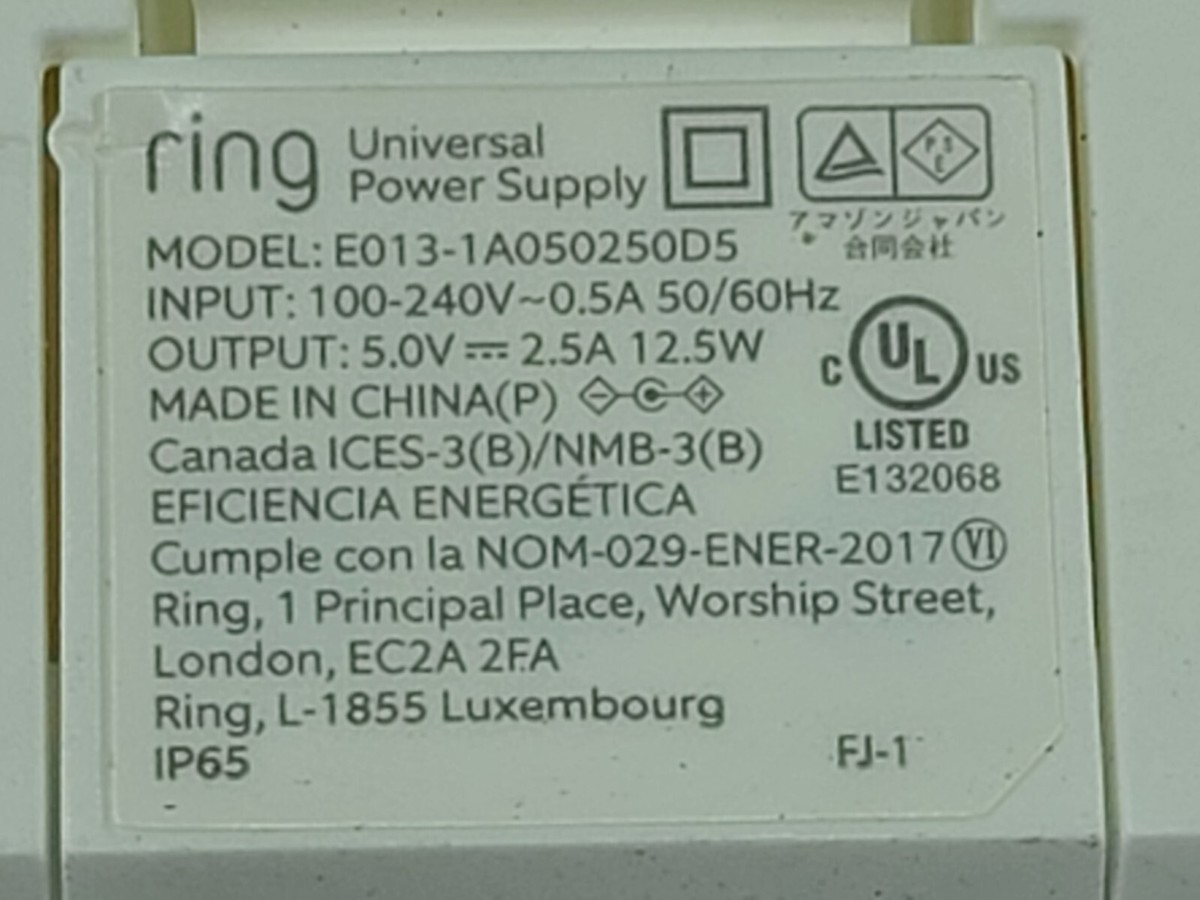 ring Universal
Power Supply
P S
E
アマゾンジャパン
合同会社
MODEL: E013-1A050250D5
INPUT: 100-240V~0.5A 50/60Hz
OUTPUT: 5.0V⎓2.5A 12.5W
C UL US
LISTED
E132068
MADE IN CHINA(P)
Canada ICES-3(B)/NMB-3(B)
EFICIENCIA ENERGÉTICA
Cumple con la NOM-029-ENER-2017 VI
Ring, 1 Principal Place, Worship Street,
London, EC2A 2FA
Ring, L-1855 Luxembourg
IP65
FJ-1